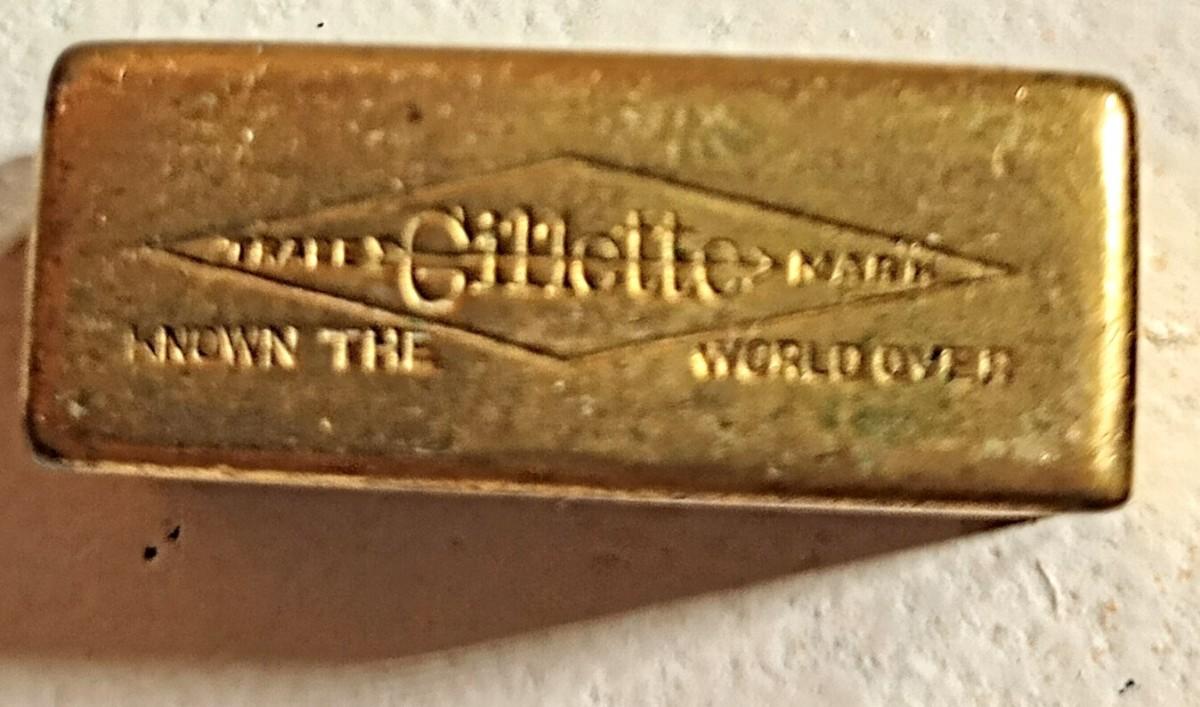 TRADE Gillette MARK
KNOWN THE WORLD OVER